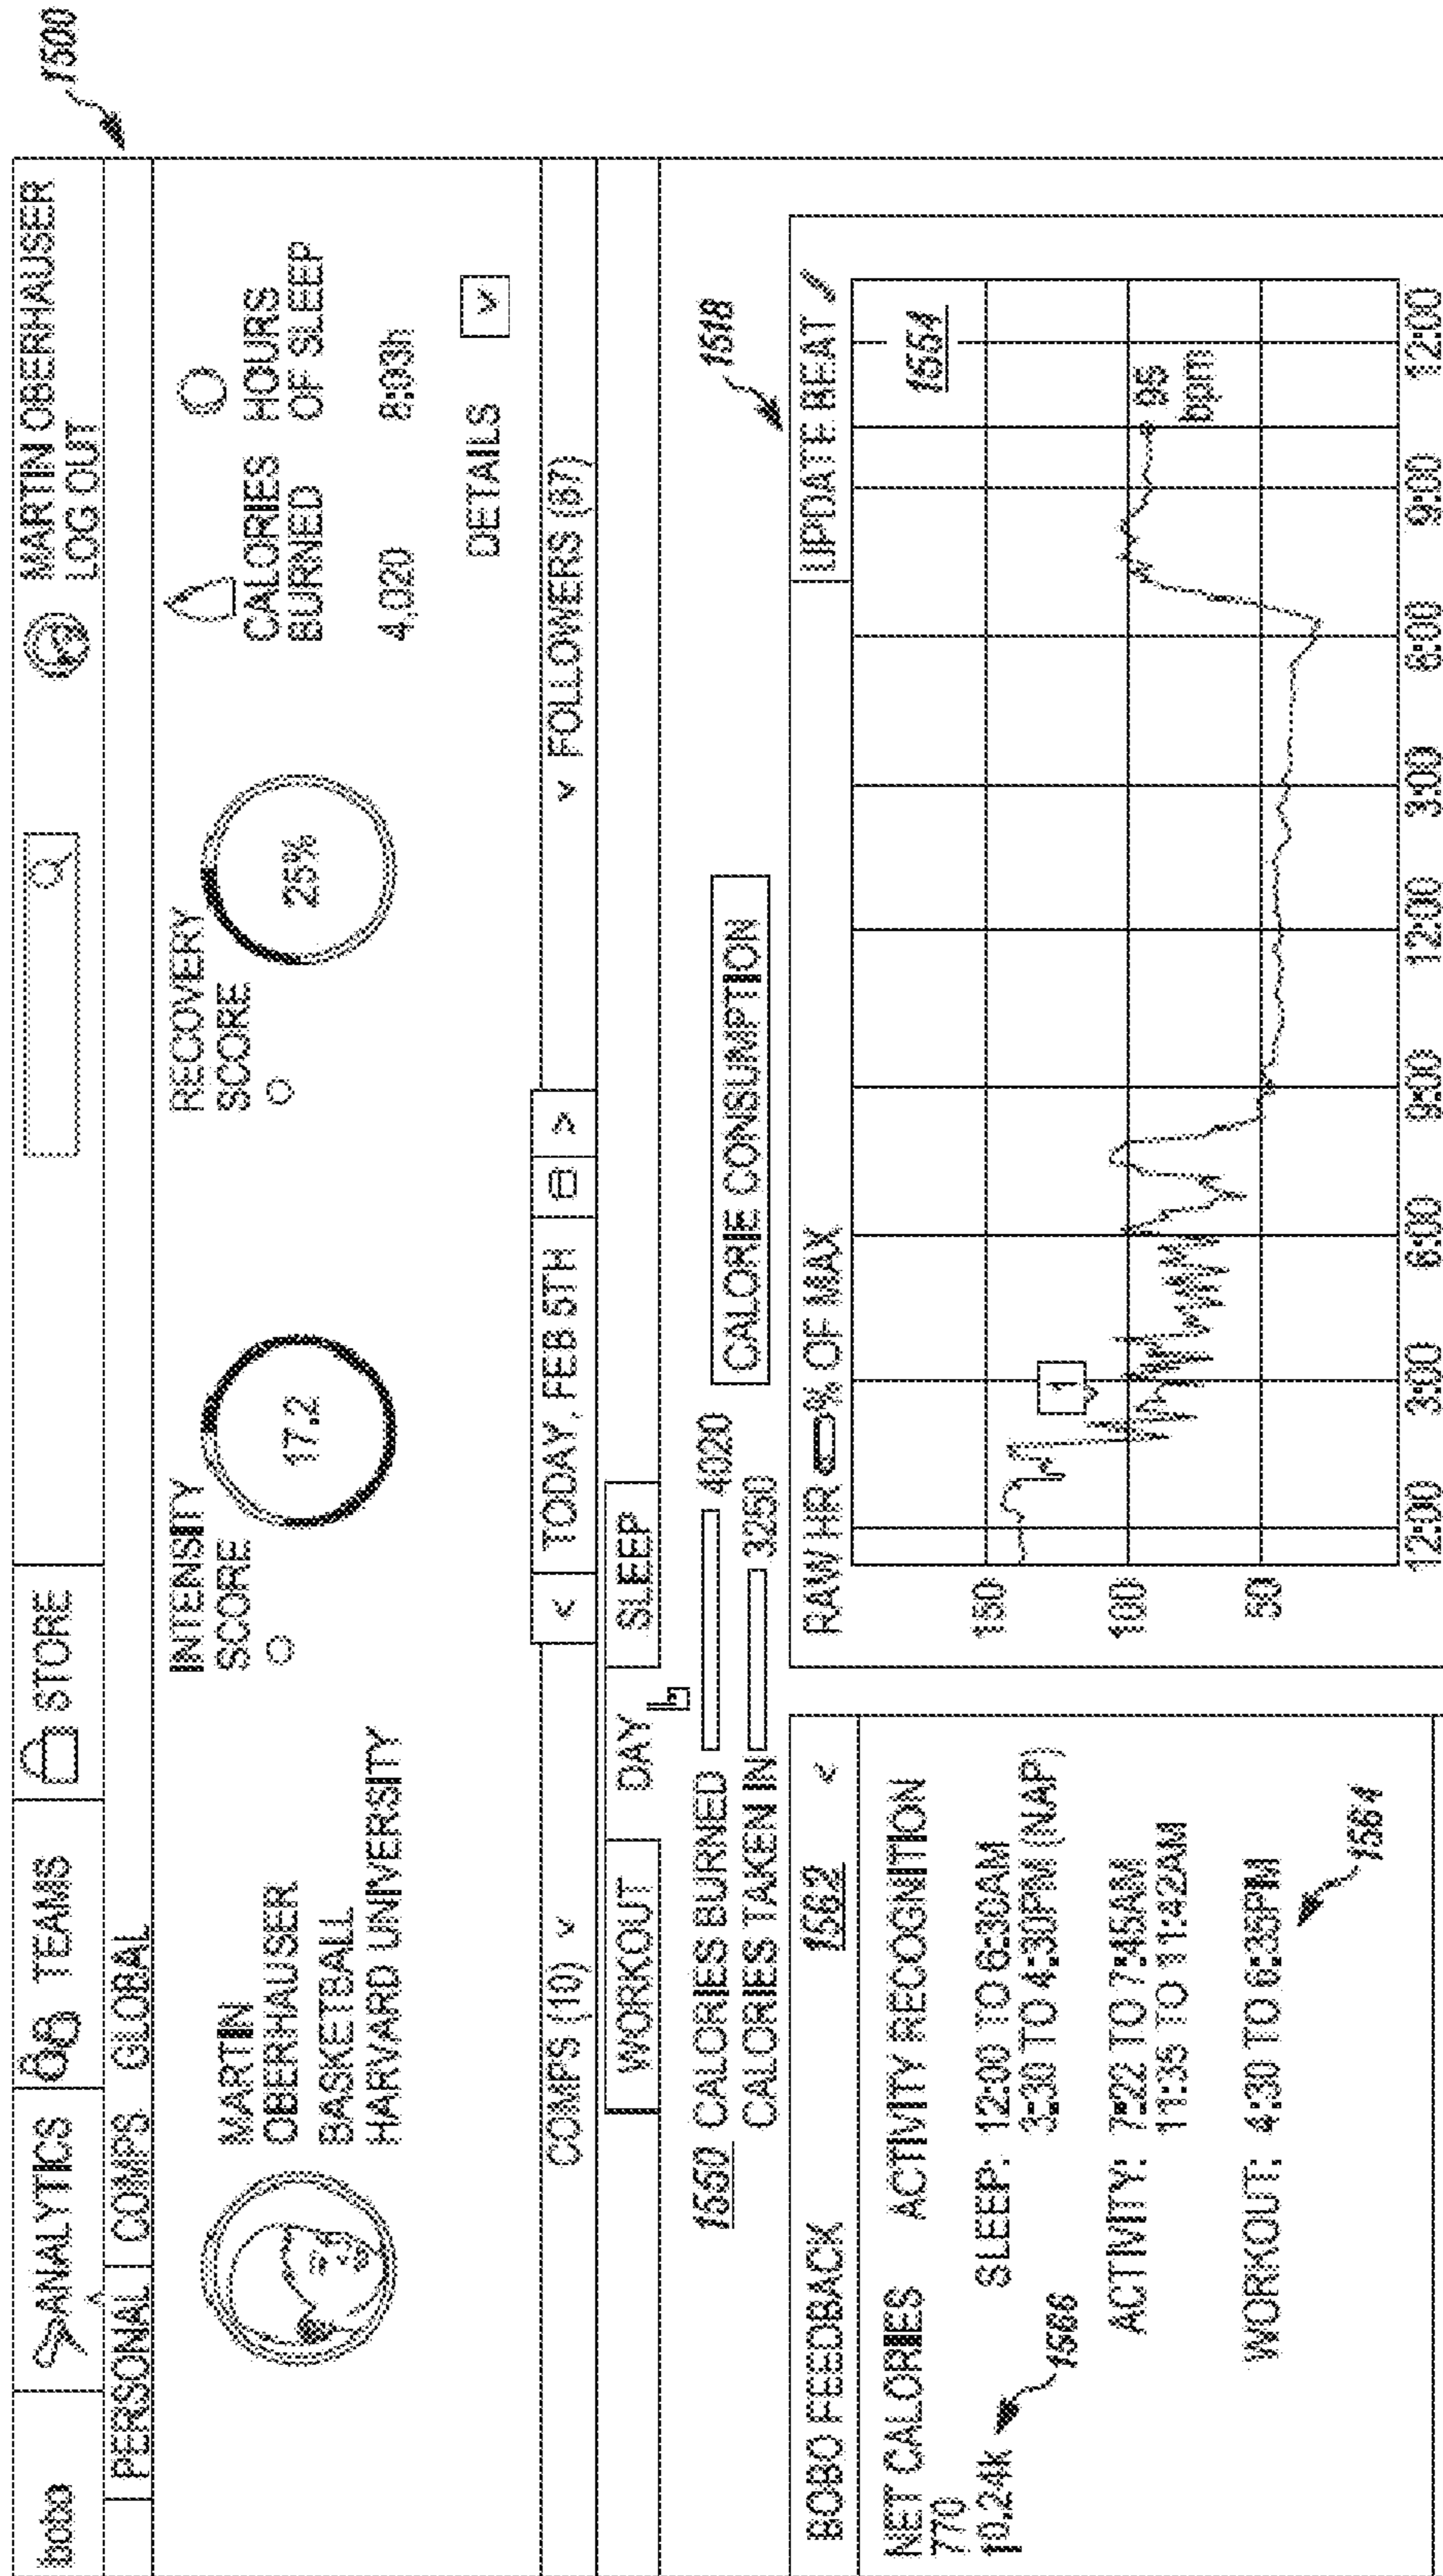 1500
bobo ANALYTICS TEAMS STORE MARTIN OBERHAUSER
LOG OUT
PERSONAL COMPS GLOBAL
MARTIN
OBERHAUSER
BASKETBALL
HARVARD UNIVERSITY
INTENSITY
SCORE
17.2
RECOVERY
SCORE
25%
CALORIES
BURNED
4,020
HOURS
OF SLEEP
8:03h
DETAILS
COMPS (10) v < TODAY, FEB 5TH > v FOLLOWERS (67)
WORKOUT DAY SLEEP
1560 CALORIES BURNED 4020
CALORIES TAKEN IN 3250
CALORIE CONSUMPTION
1518
BOBO FEEDBACK 1562 <
NET CALORIES ACTIVITY RECOGNITION
770
10.24k
1566
SLEEP: 12:00 TO 6:30AM
3:30 TO 4:30PM (NAP)
ACTIVITY: 7:22 TO 7:45AM
11:35 TO 11:42AM
WORKOUT: 4:30 TO 6:35PM
1564
RAW HR % OF MAX UPDATE BEAT
1554
150
100
50
1
95
bpm
12:00 3:00 6:00 9:00 12:00 3:00 6:00 9:00 12:00